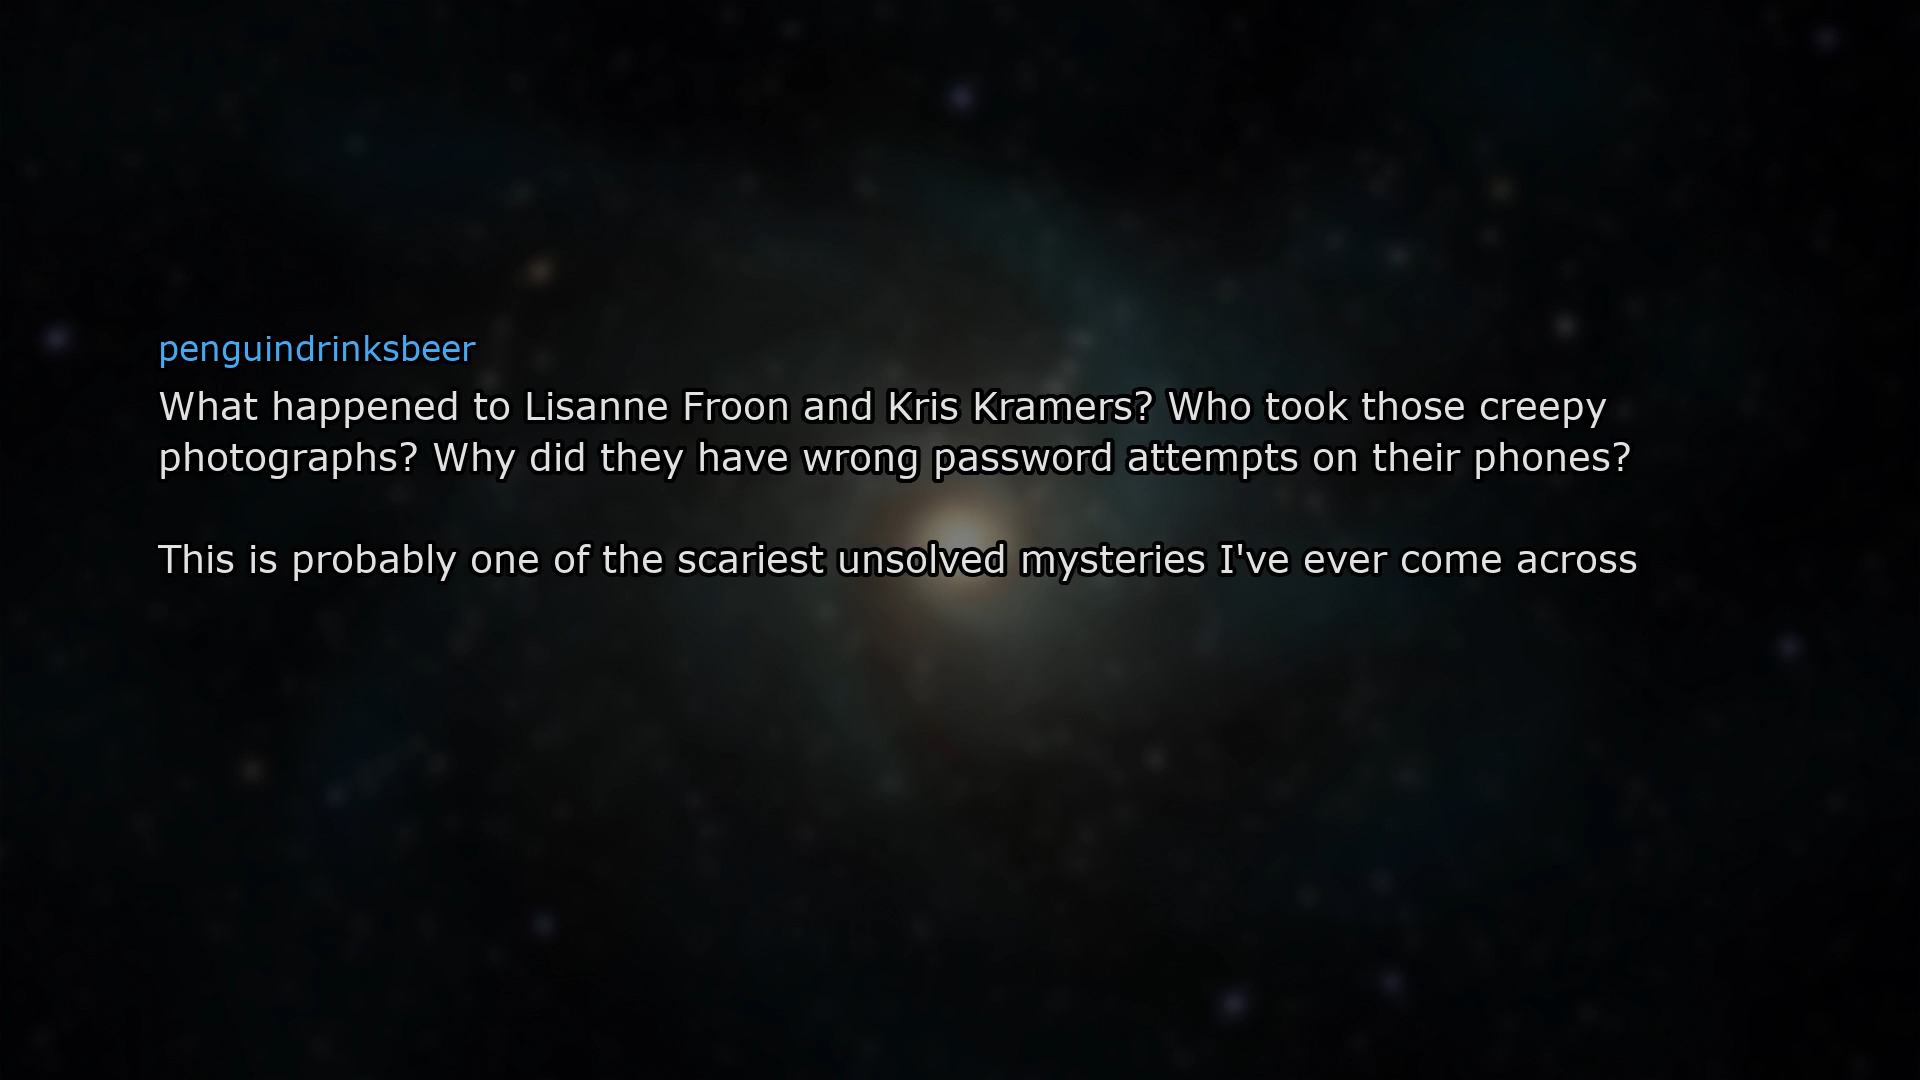 penguindrinksbeer
What happened to Lisanne Froon and Kris Kramers? Who took those creepy
photographs? Why did they have wrong password attempts on their phones?
This is probably one of the scariest unsolved mysteries I've ever come across